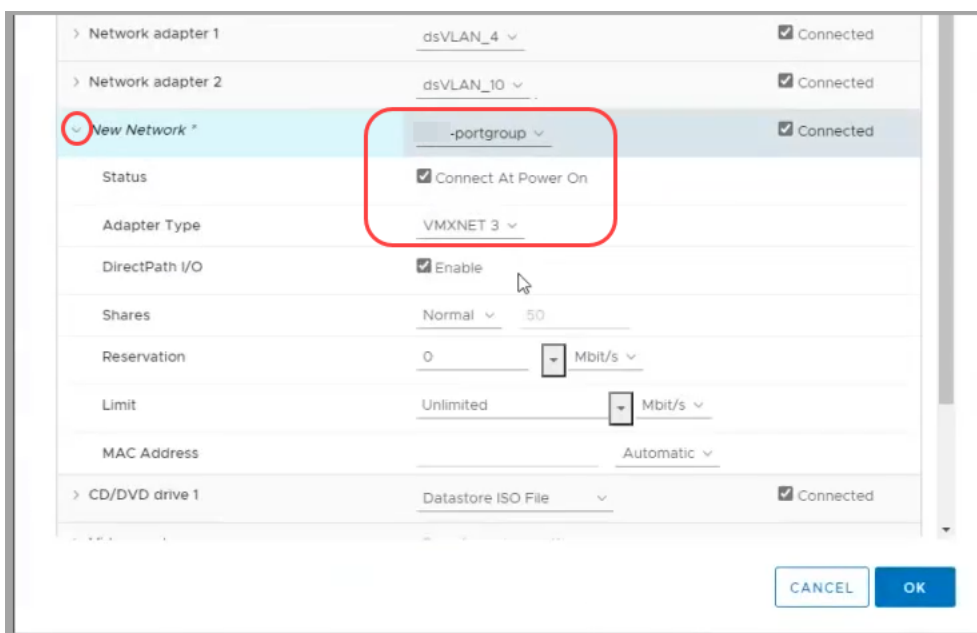 Network adapter 1 dsVLAN_4 Connected
Network adapter 2 dsVLAN_10 Connected
New Network * -portgroup Connected
Status Connect At Power On
Adapter Type VMXNET 3
DirectPath I/O Enable
Shares Normal 50
Reservation 0 Mbit/s
Limit Unlimited Mbit/s
MAC Address Automatic
CD/DVD drive 1 Datastore ISO File Connected
CANCEL OK